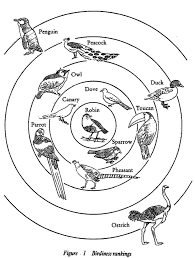 Penguin
Peacock
Owl
Duck
Dove
Canary
Toucan
Robin
Parrot
Sparrow
Pheasant
Ostrich
Figure 1 Birdiness rankings